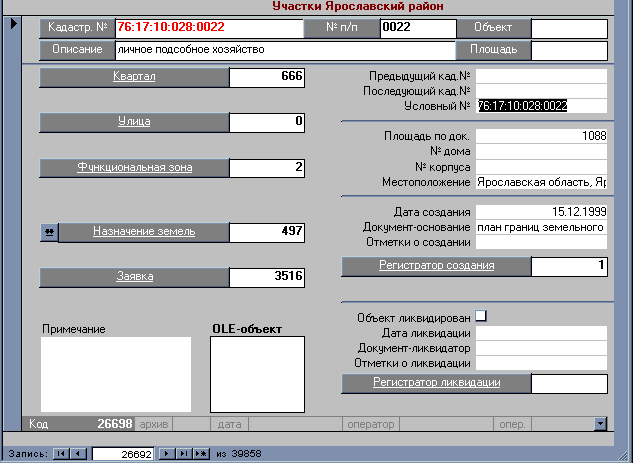 Участки Ярославский район
Кадастр. № 76:17:10:028:0022 № п/п 0022 Объект
Описание личное подсобное хозяйство Площадь
Квартал 666
Улица 0
Функциональная зона 2
Назначение земель 497
Заявка 3516
Предыдущий кад.№
Последующий кад.№
Условный № 76:17:10:028:0022
Площадь по док. 1088
№ дома
№ корпуса
Местоположение Ярославская область, Яр
Дата создания 15.12.1999
Документ-основание план границ земельного
Отметки о создании
Регистратор создания 1
Объект ликвидирован
Дата ликвидации
Документ-ликвидатор
Отметки о ликвидации
Регистратор ликвидации
Примечание OLE-объект
Код 26698 архив дата оператор опер.
Запись: 26692 из 39858